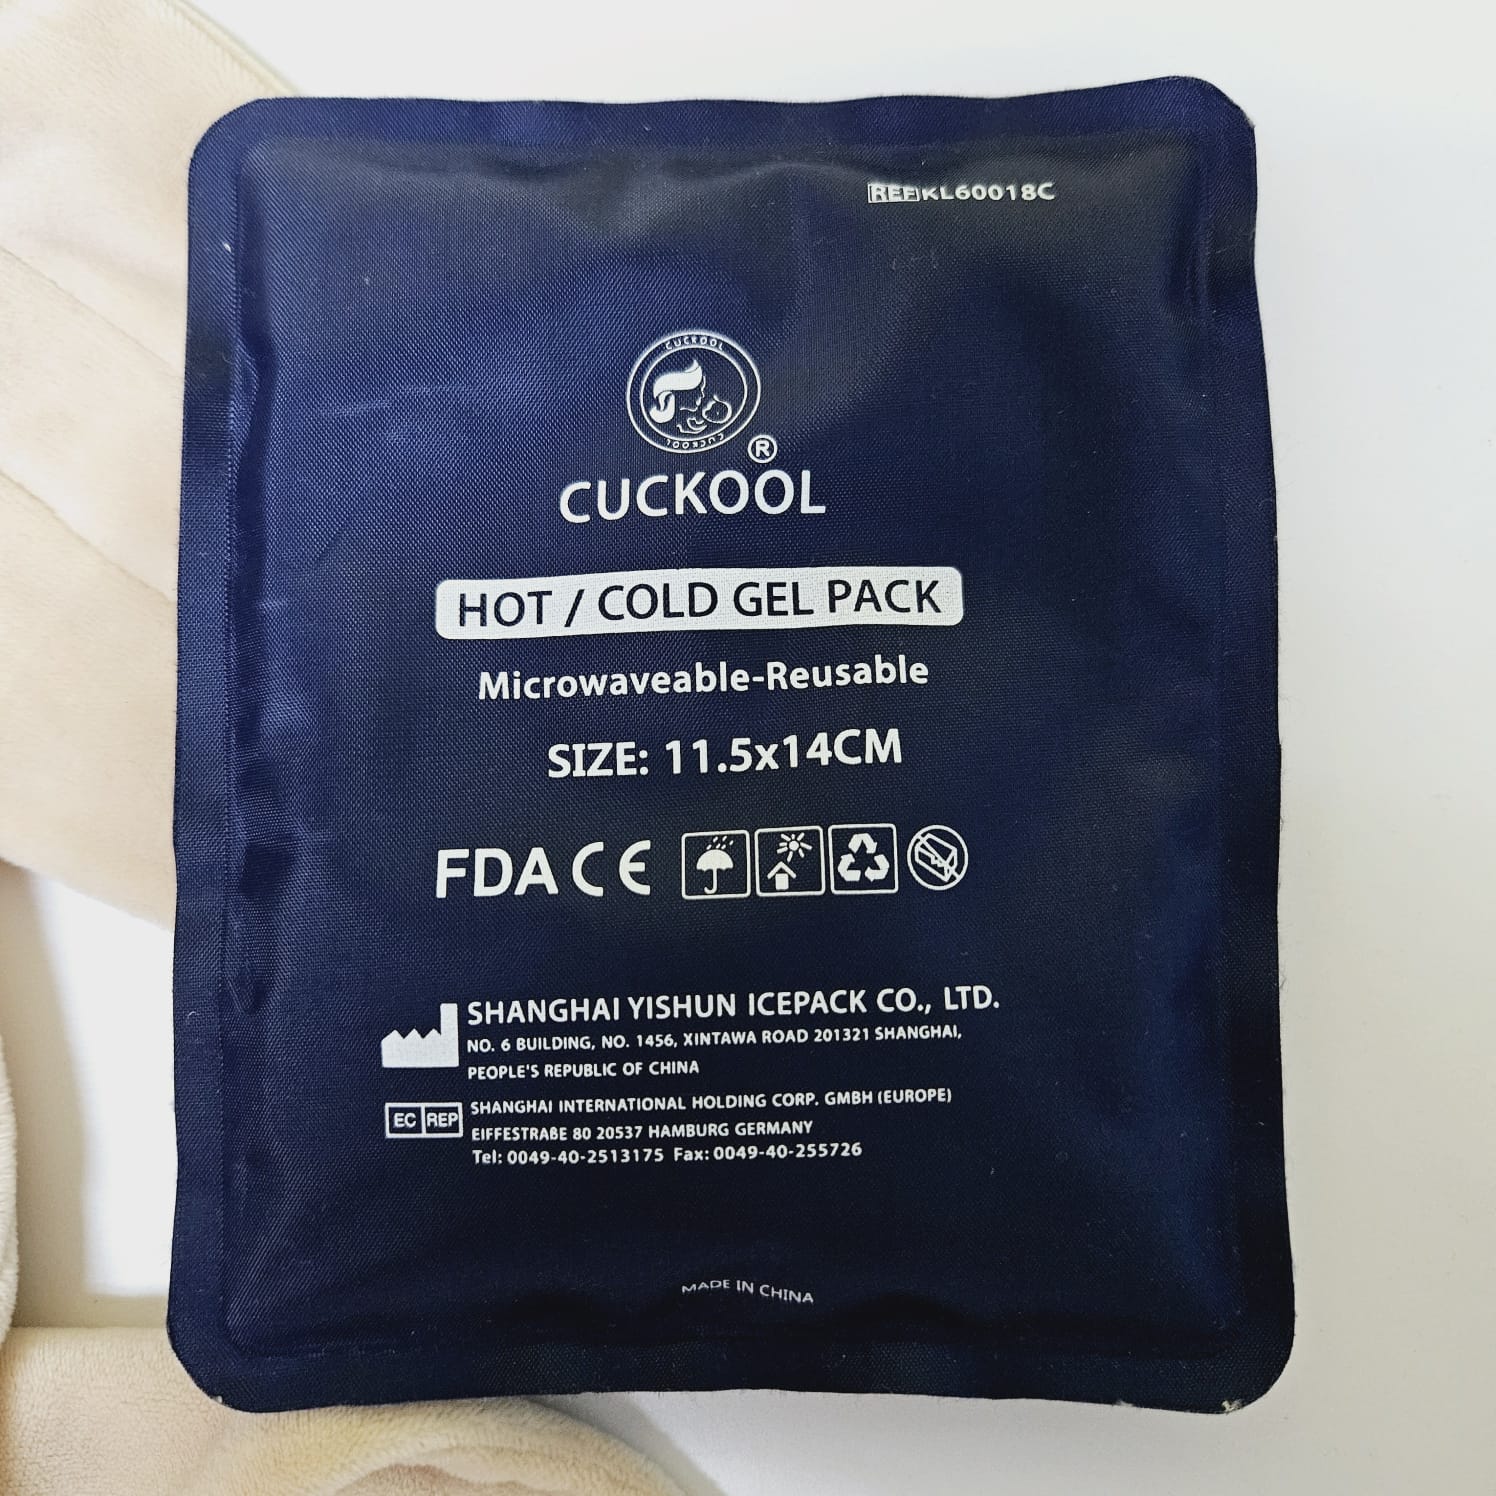 REF KL60018C
CUCKOOL
CUCKOOL
®
CUCKOOL
HOT / COLD GEL PACK
Microwaveable-Reusable
SIZE: 11.5x14CM
FDA CE
SHANGHAI YISHUN ICEPACK CO., LTD.
NO. 6 BUILDING, NO. 1456, XINTAWA ROAD 201321 SHANGHAI,
PEOPLE'S REPUBLIC OF CHINA
EC REP SHANGHAI INTERNATIONAL HOLDING CORP. GMBH (EUROPE)
EIFFESTRAßE 80 20537 HAMBURG GERMANY
Tel: 0049-40-2513175 Fax: 0049-40-255726
MADE IN CHINA